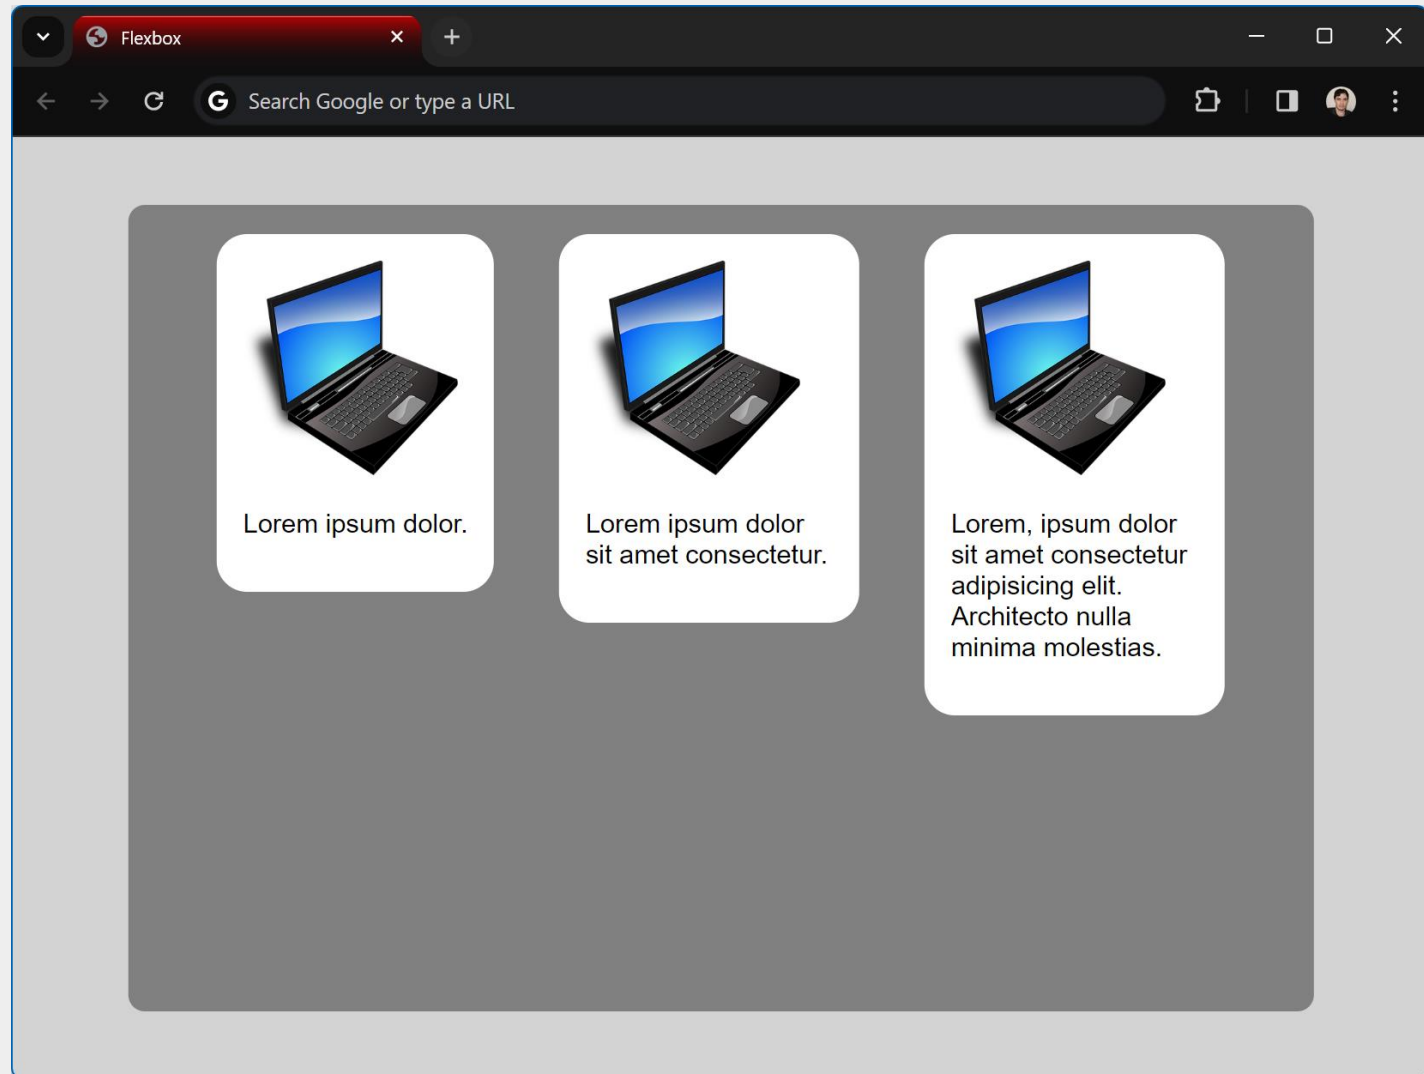 Flexbox
Search Google or type a URL
Lorem ipsum dolor.
Lorem ipsum dolor
sit amet consectetur.
Lorem, ipsum dolor
sit amet consectetur
adipisicing elit.
Architecto nulla
minima molestias.